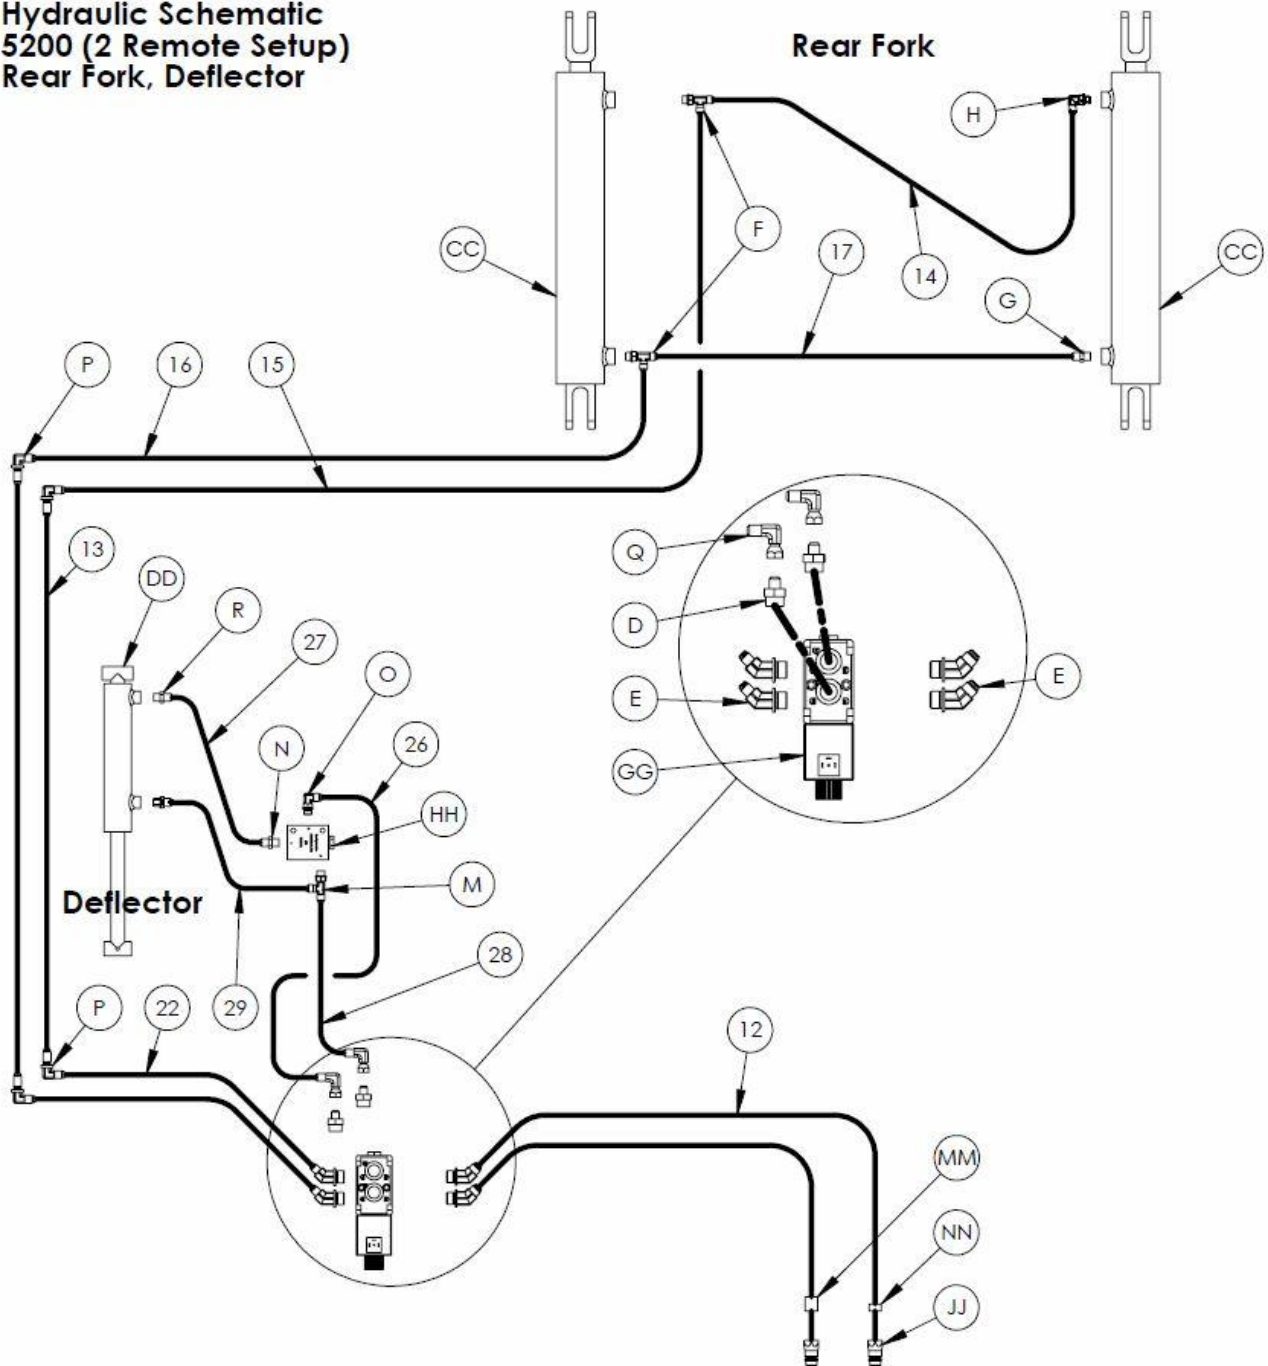 Hydraulic Schematic
5200 (2 Remote Setup)
Rear Fork, Deflector
Rear Fork
H
F
CC
17
14
CC
G
P
16
15
13
DD
Q
R
27
D
O
E
E
N
26
GG
HH
M
Deflector
28
P
22
29
12
MM
NN
JJ